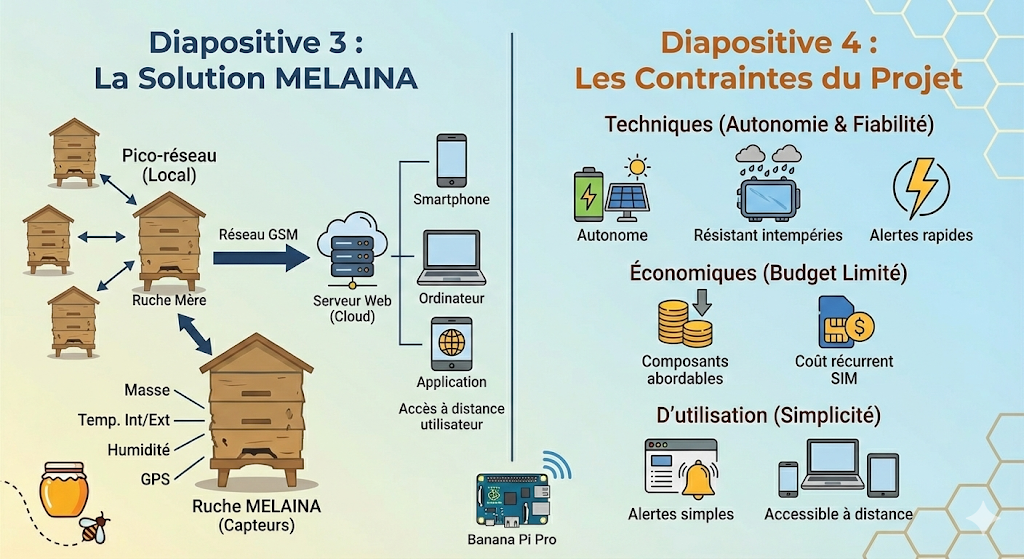 Diapositive 3 :
La Solution MELAINA
Pico-réseau
(Local)
Réseau GSM
Ruche Mère
Serveur Web
(Cloud)
Smartphone
Ordinateur
Application
Accès à distance
utilisateur
Masse
Temp. Int/Ext
Humidité
GPS
Ruche MELAINA
(Capteurs)
Banana Pi Pro
Diapositive 4 :
Les Contraintes du Projet
Techniques (Autonomie & Fiabilité)
Autonome
Résistant intempéries
Alertes rapides
Économiques (Budget Limité)
$
Composants
abordables
Coût récurrent
SIM
D'utilisation (Simplicité)
Alertes simples
Accessible à distance